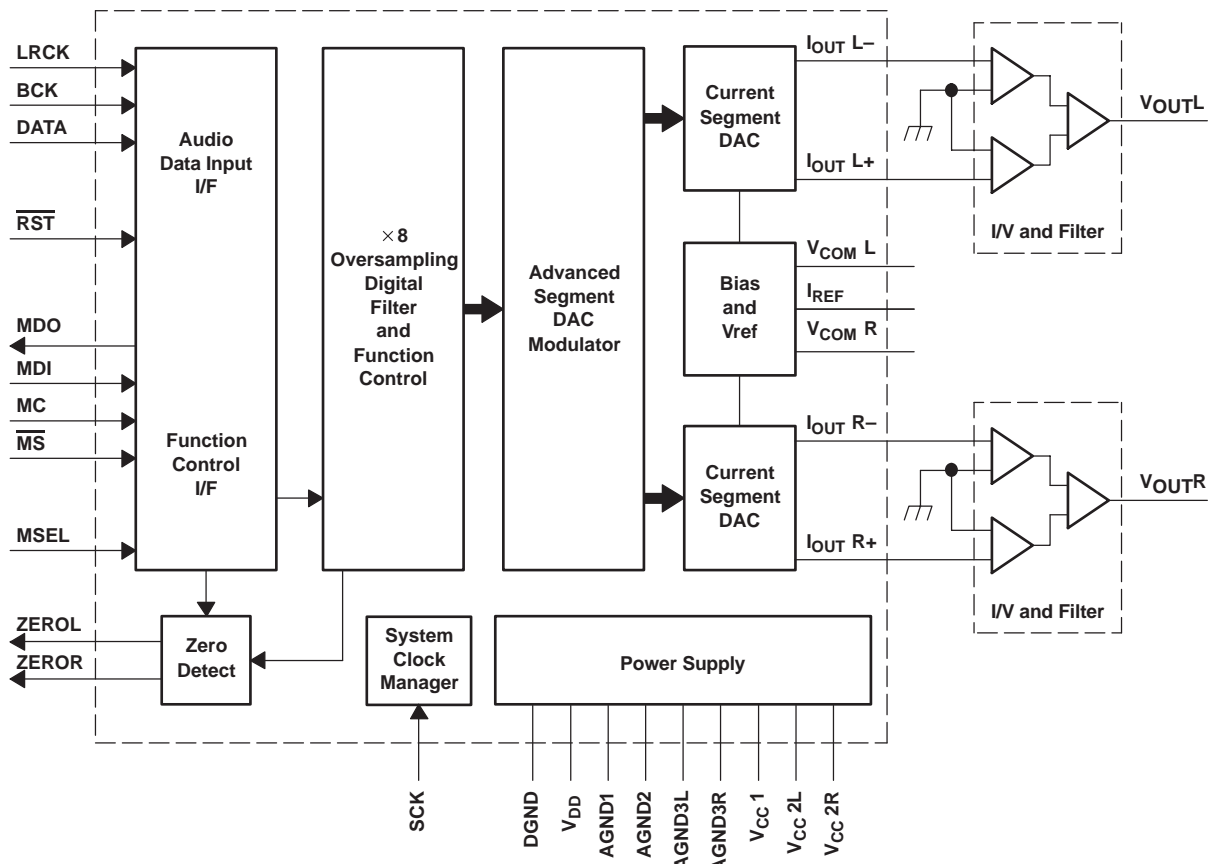 LRCK
BCK
DATA
RST
MDO
MDI
MC
MS
MSEL
ZEROL
ZEROR
Audio
Data Input
I/F
Function
Control
I/F
×8
Oversampling
Digital
Filter
and
Function
Control
Advanced
Segment
DAC
Modulator
Current
Segment
DAC
Bias
and
Vref
Current
Segment
DAC
IOUT L–
IOUT L+
VCOM L
IREF
VCOM R
IOUT R–
IOUT R+
VOUTL
I/V and Filter
VOUTR
I/V and Filter
Zero
Detect
System
Clock
Manager
Power Supply
SCK
DGND
VDD
AGND1
AGND2
AGND3L
AGND3R
VCC 1
VCC 2L
VCC 2R